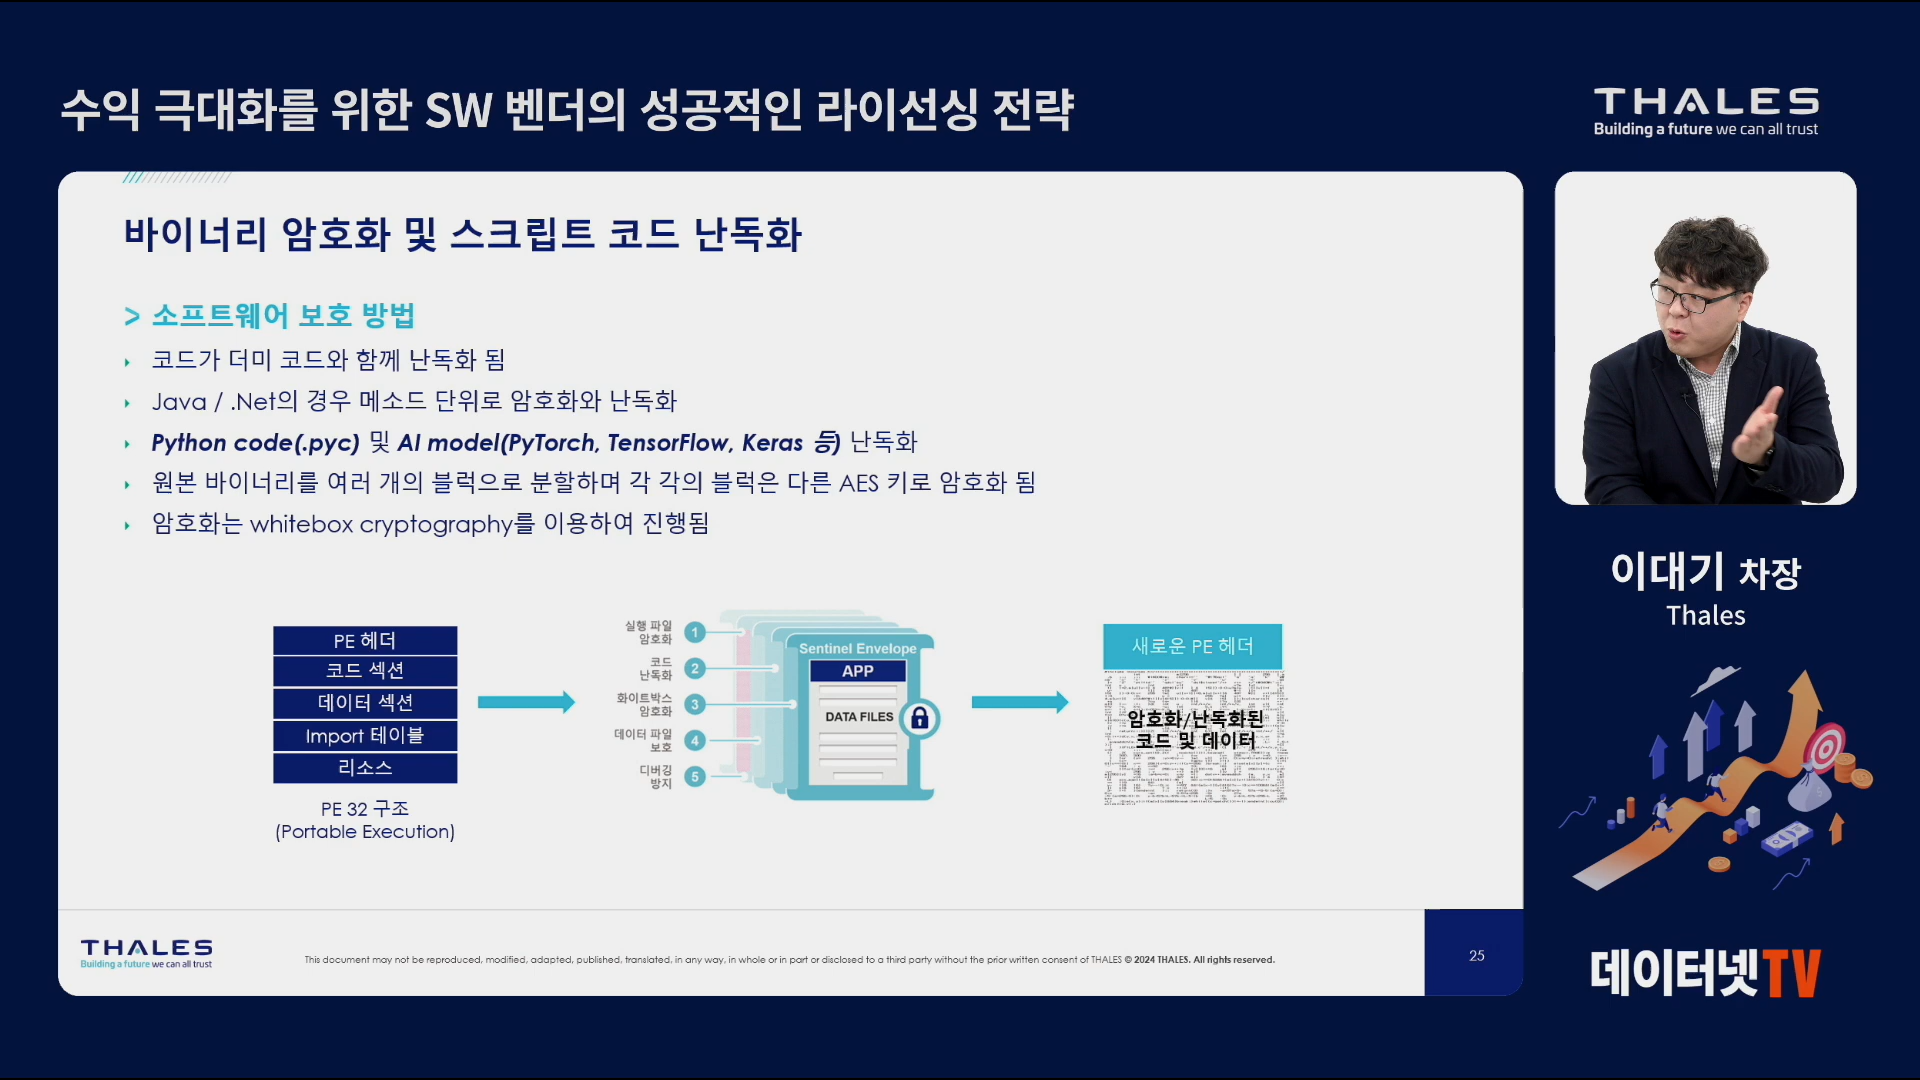 수익 극대화를 위한 SW 벤더의 성공적인 라이선싱 전략
THALES
Building a future we can all trust
바이너리 암호화 및 스크립트 코드 난독화
> 소프트웨어 보호 방법
코드가 더미 코드와 함께 난독화 됨
Java / .Net의 경우 메소드 단위로 암호화와 난독화
Python code(.pyc) 및 AI model(PyTorch, TensorFlow, Keras 등) 난독화
원본 바이너리를 여러 개의 블럭으로 분할하며 각 각의 블럭은 다른 AES 키로 암호화 됨
암호화는 whitebox cryptography를 이용하여 진행됨
PE 헤더
코드 섹션
데이터 섹션
Import 테이블
리소스
PE 32 구조
(Portable Execution)
실행 파일
암호화
1
코드
난독화
2
화이트박스
암호화
3
데이터 파일
보호
4
디버깅
방지
5
Sentinel Envelope
APP
DATA FILES
새로운 PE 헤더
암호화/난독화된
코드 및 데이터
이대기 차장
Thales
THALES
Building a future we can all trust
This document may not be reproduced, modified, adapted, published, translated, in any way, in whole or in part or disclosed to a third party without the prior written consent of THALES © 2024 THALES. All rights reserved.
25
데이터넷TV